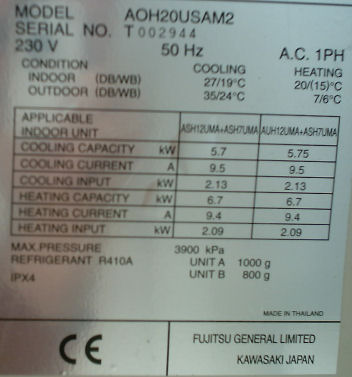 MODEL AOH20USAM2
SERIAL NO. T 002944
230 V 50 Hz A.C. 1PH
CONDITION COOLING HEATING
INDOOR (DB/WB) 27/19°C 20/(15)°C
OUTDOOR (DB/WB) 35/24°C 7/6°C
APPLICABLE
INDOOR UNIT ASH12UMA+ASH7UMA AUH12UMA+ASH7UMA
COOLING CAPACITY kW 5.7 5.75
COOLING CURRENT A 9.5 9.5
COOLING INPUT kW 2.13 2.13
HEATING CAPACITY kW 6.7 6.7
HEATING CURRENT A 9.4 9.4
HEATING INPUT kW 2.09 2.09
MAX.PRESSURE 3900 kPa
REFRIGERANT R410A UNIT A 1000 g
IPX4 UNIT B 800 g
MADE IN THAILAND
CE FUJITSU GENERAL LIMITED
KAWASAKI JAPAN